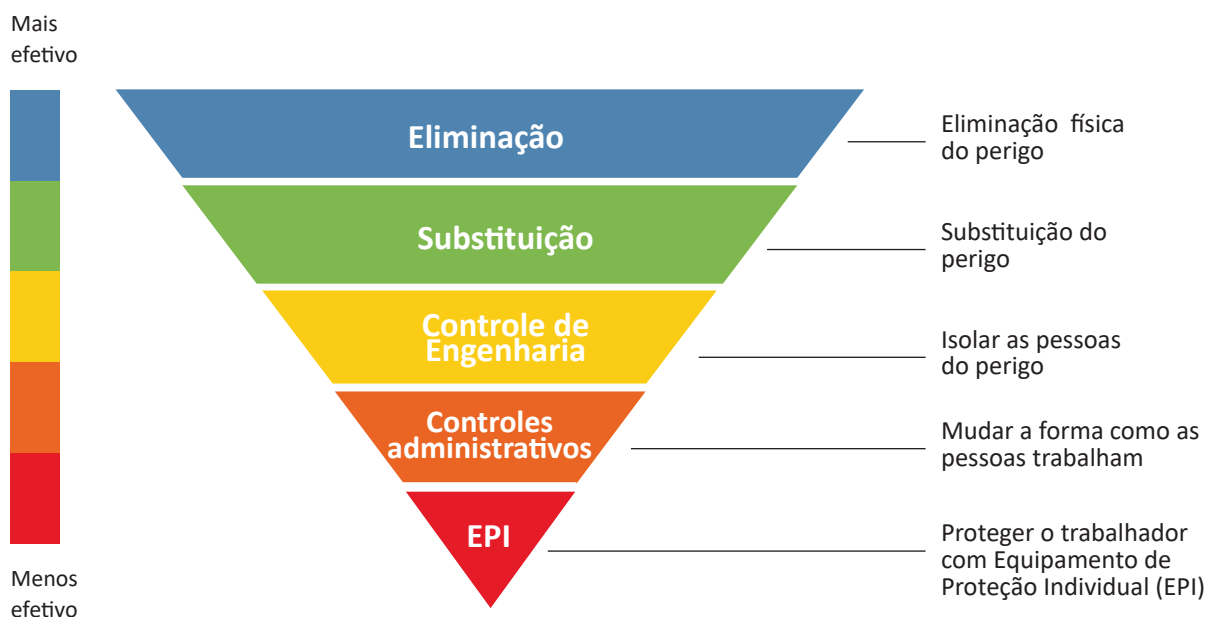 Mais
efetivo
Eliminação
Eliminação física
do perigo
Substituição
Substituição do
perigo
Controle de
Engenharia
Isolar as pessoas
do perigo
Controles
administrativos
Mudar a forma como as
pessoas trabalham
EPI
Proteger o trabalhador
com Equipamento de
Proteção Individual (EPI)
Menos
efetivo